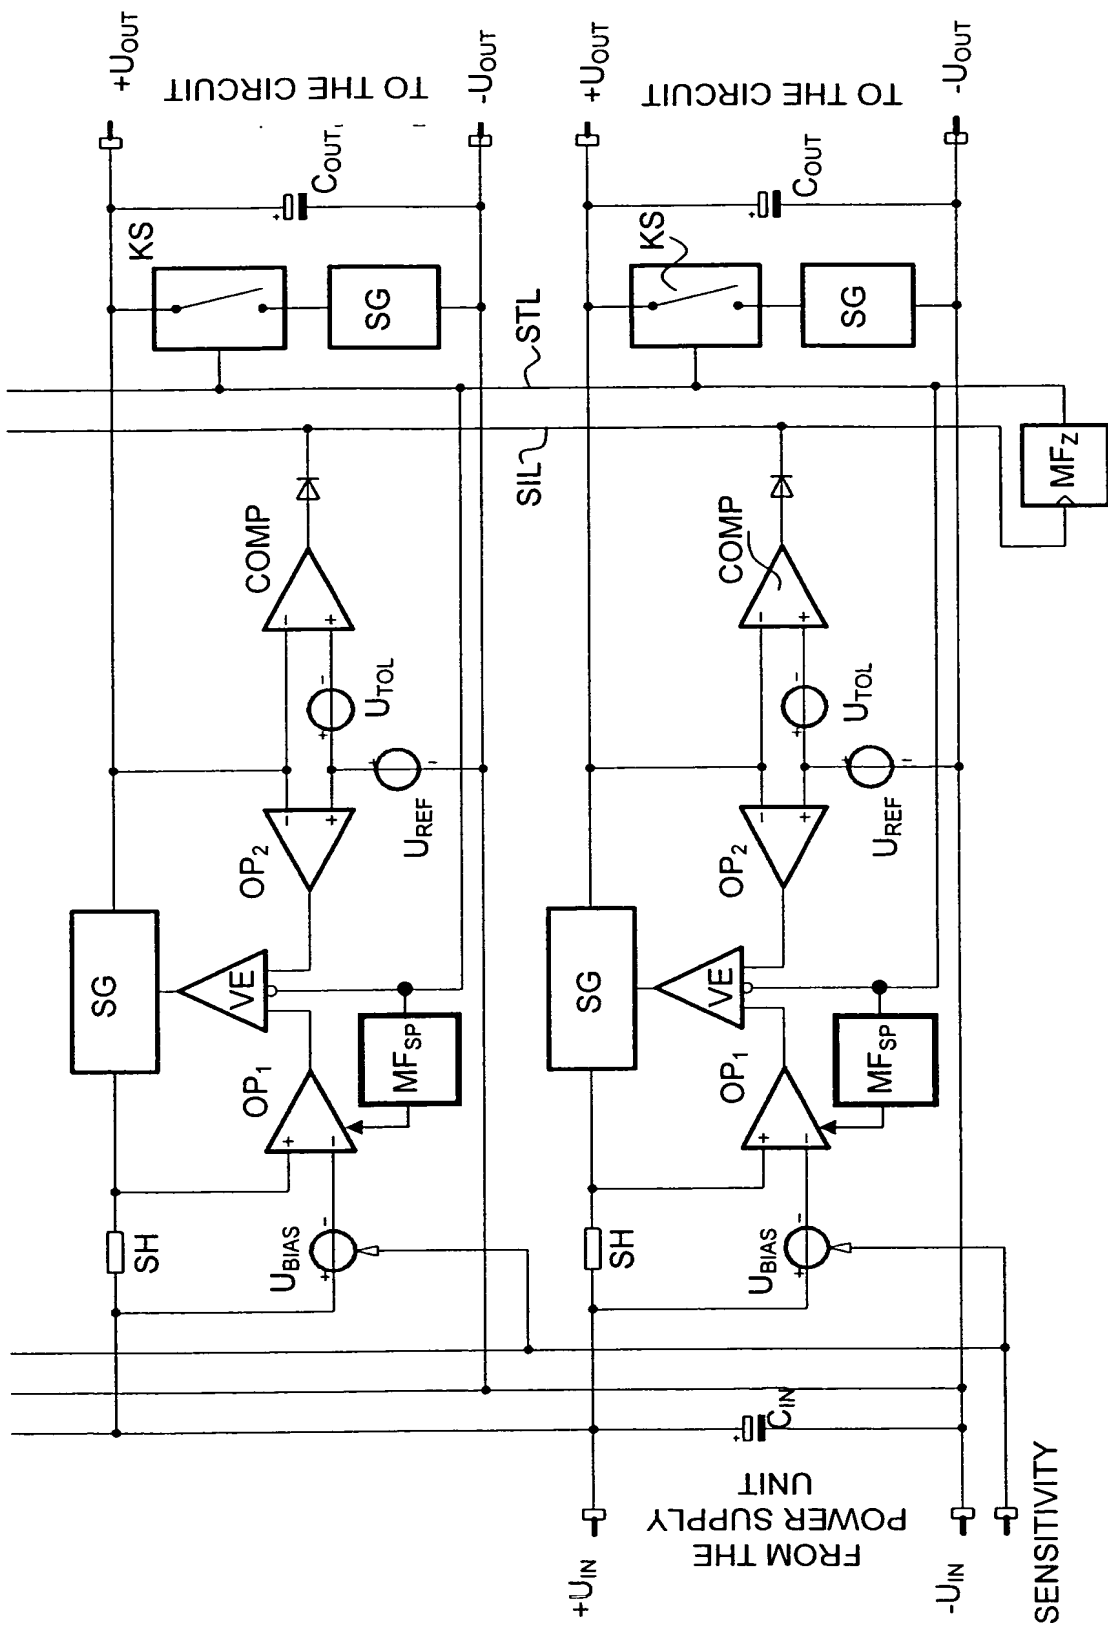 +UOUT
TO THE CIRCUIT
-UOUT
+
COUT
KS
SG
STL
SIL
COMP
-
+
-
UTOL
+
+
UREF
-
-
+
OP2
SG
VE
MFSP
OP1
+
-
-
UBIAS
+
SH
+UOUT
TO THE CIRCUIT
-UOUT
+
COUT
KS
SG
MFZ
COMP
-
+
-
UTOL
+
+
UREF
-
-
+
OP2
SG
VE
MFSP
OP1
+
-
-
UBIAS
+
SH
+
CIN
+UIN
FROM THE
POWER SUPPLY
UNIT
-UIN
SENSITIVITY